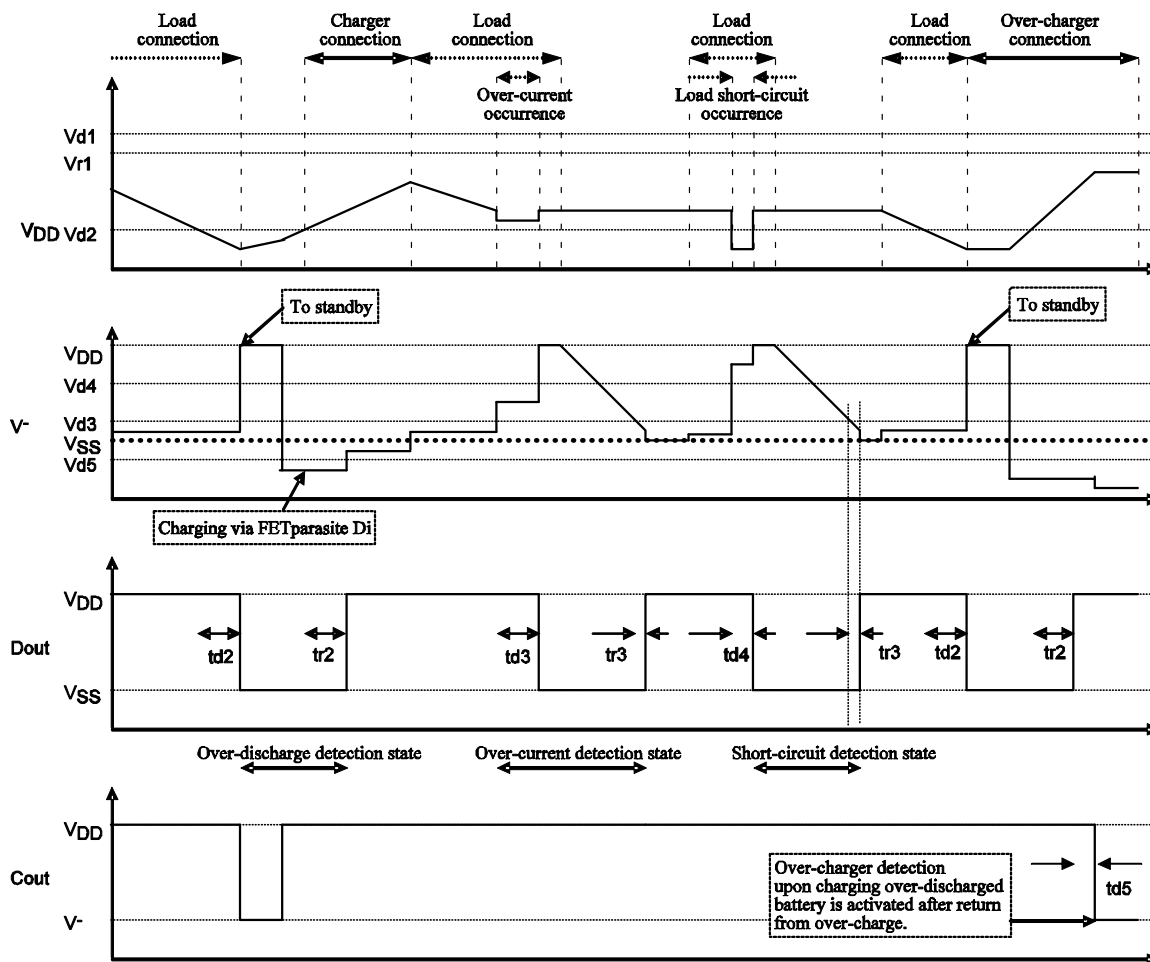 Load
connection
Charger
connection
Load
connection
Load
connection
Load
connection
Over-charger
connection
Over-current
occurrence
Load short-circuit
occurrence
Vd1
Vr1
VDD Vd2
To standby
To standby
VDD
Vd4
Vd3
V-
VSS
Vd5
Charging via FETparasite Di
VDD
Dout
td2
tr2
td3
tr3
td4
tr3
td2
tr2
VSS
Over-discharge detection state
Over-current detection state
Short-circuit detection state
VDD
Cout
Over-charger detection
upon charging over-discharged
battery is activated after return
from over-charge.
td5
V-